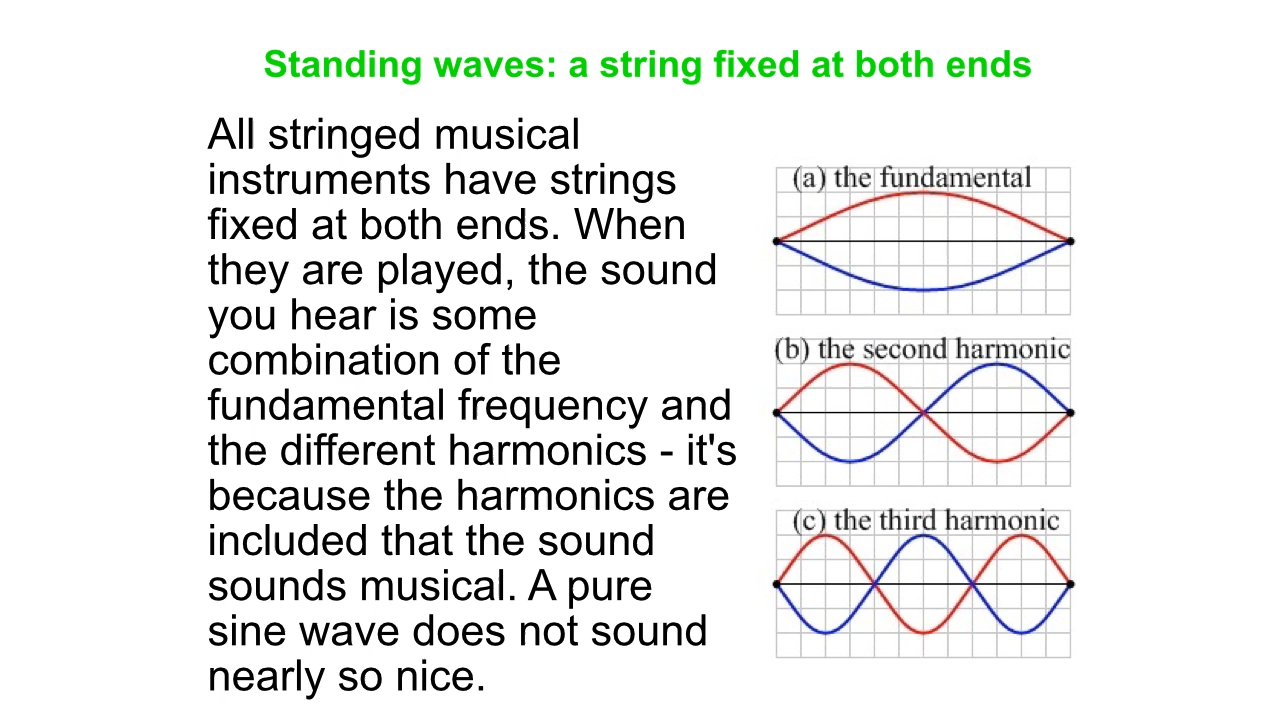 Standing waves: a string fixed at both ends
All stringed musical
instruments have strings
fixed at both ends. When
they are played, the sound
you hear is some
combination of the
fundamental frequency and
the different harmonics - it's
because the harmonics are
included that the sound
sounds musical. A pure
sine wave does not sound
nearly so nice.
(a) the fundamental
(b) the second harmonic
(c) the third harmonic